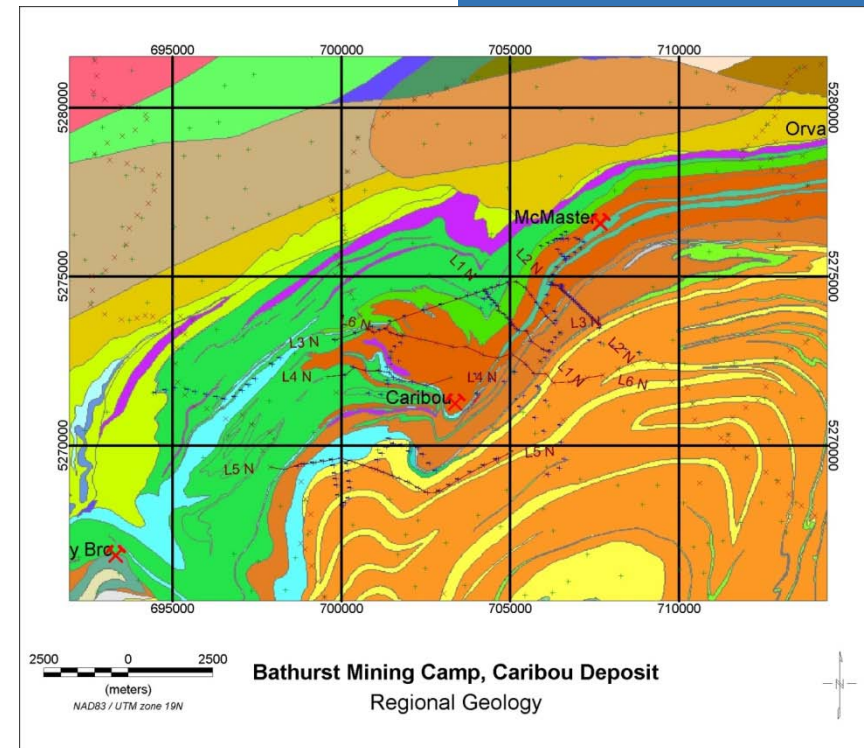 695000 700000 705000 710000
5280000 5280000
Orva
McMaster
L1 N L2 N
5275000 5275000
L6 N L3 N
L3 N L2 N
L4 N L4 N L1 N L6 N
Caribou
5270000 5270000
L5 N L5 N
y Bro
695000 700000 705000 710000
2500 0 2500
(meters)
NAD83 / UTM zone 19N
Bathurst Mining Camp, Caribou Deposit
Regional Geology
N